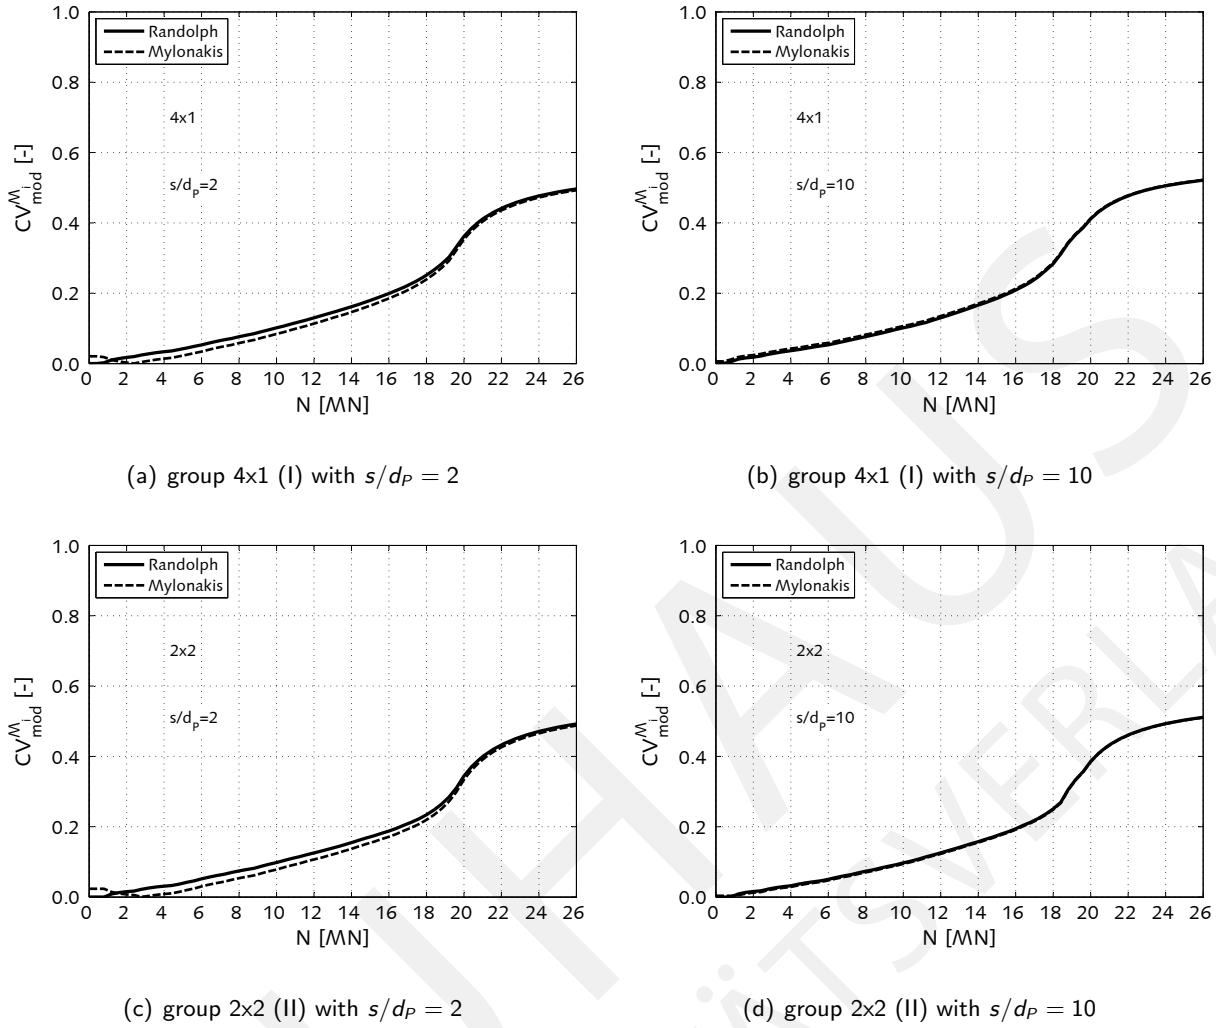 1.0
0.8
0.6
0.4
0.2
0.0
CV^{M_i}_{mod} [-]
Randolph
Mylonakis
4x1
s/d_P=2
0 2 4 6 8 10 12 14 16 18 20 22 24 26
N [MN]
1.0
0.8
0.6
0.4
0.2
0.0
CV^{M_i}_{mod} [-]
Randolph
Mylonakis
4x1
s/d_P=10
0 2 4 6 8 10 12 14 16 18 20 22 24 26
N [MN]
(a) group 4x1 (I) with s/d_P = 2
(b) group 4x1 (I) with s/d_P = 10
1.0
0.8
0.6
0.4
0.2
0.0
CV^{M_i}_{mod} [-]
Randolph
Mylonakis
2x2
s/d_P=2
0 2 4 6 8 10 12 14 16 18 20 22 24 26
N [MN]
1.0
0.8
0.6
0.4
0.2
0.0
CV^{M_i}_{mod} [-]
Randolph
Mylonakis
2x2
s/d_P=10
0 2 4 6 8 10 12 14 16 18 20 22 24 26
N [MN]
(c) group 2x2 (II) with s/d_P = 2
(d) group 2x2 (II) with s/d_P = 10
UHAUS
ÄTSVERLA